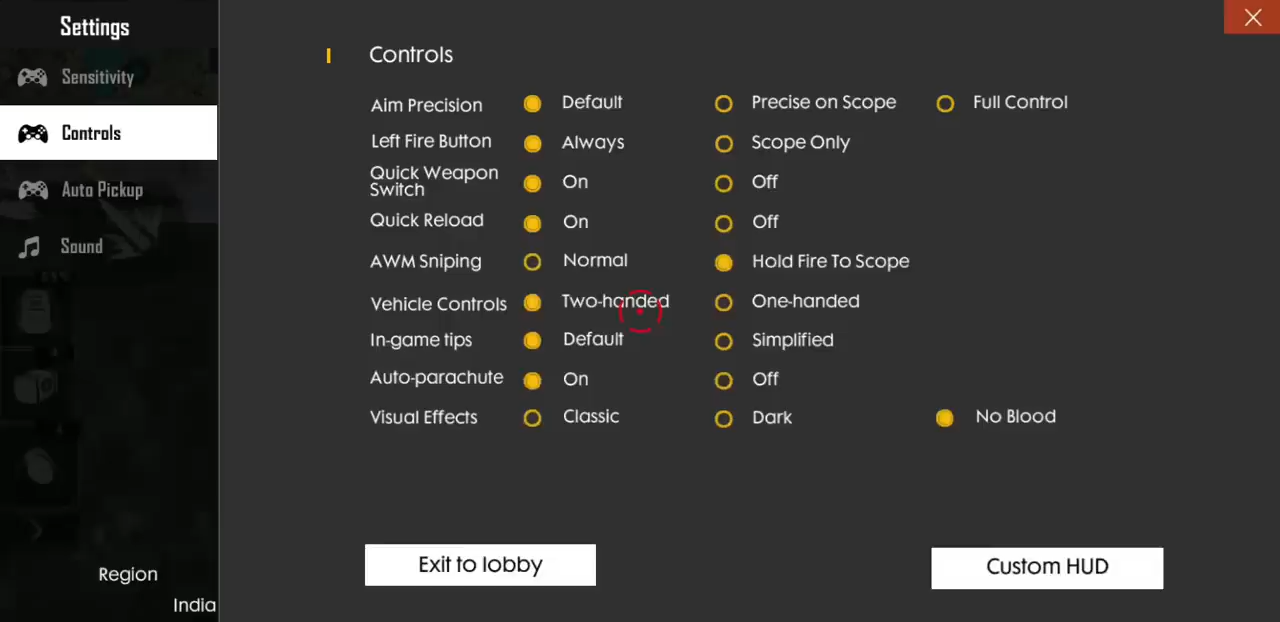 Settings
Sensitivity
Controls
Auto Pickup
Sound
Region
India
Controls
Aim Precision Default Precise on Scope Full Control
Left Fire Button Always Scope Only
Quick Weapon
Switch On Off
Quick Reload On Off
AWM Sniping Normal Hold Fire To Scope
Vehicle Controls Two-handed One-handed
In-game tips Default Simplified
Auto-parachute On Off
Visual Effects Classic Dark No Blood
Exit to lobby Custom HUD